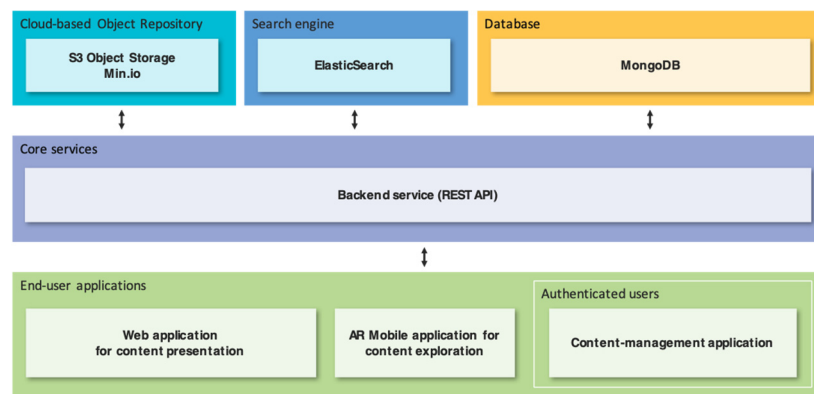 Cloud-based Object Repository
S3 Object Storage
Min.io
Search engine
ElasticSearch
Database
MongoDB
Core services
Backend service (REST API)
End-user applications
Web application
for content presentation
AR Mobile application for
content exploration
Authenticated users
Content-management application